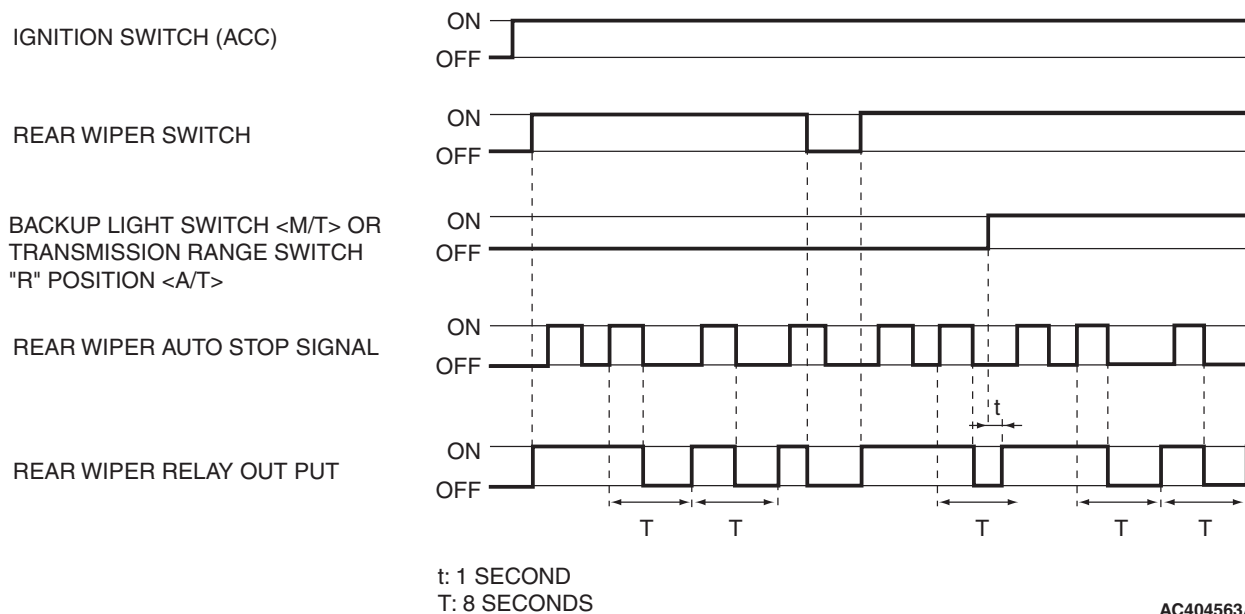 IGNITION SWITCH (ACC)
ON
OFF
REAR WIPER SWITCH
ON
OFF
BACKUP LIGHT SWITCH <M/T> OR
TRANSMISSION RANGE SWITCH
"R" POSITION <A/T>
ON
OFF
REAR WIPER AUTO STOP SIGNAL
ON
OFF
t
REAR WIPER RELAY OUT PUT
ON
OFF
T T T T T
t: 1 SECOND
T: 8 SECONDS
AC404563